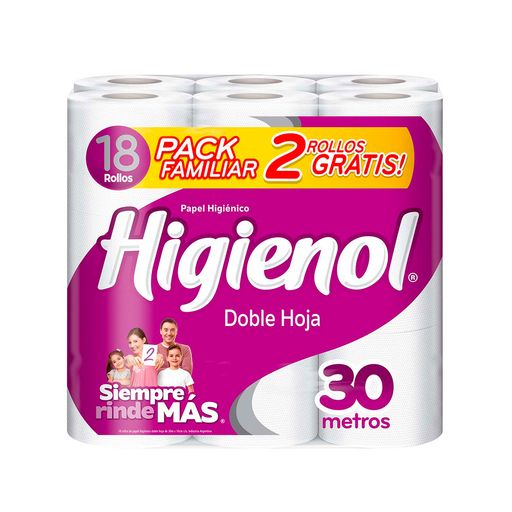 18
Rollos
PACK
FAMILIAR
2 ROLLOS
GRATIS!
Papel Higiénico
Higienol®
Doble Hoja
2
Siempre
rinde MÁS®
30
metros